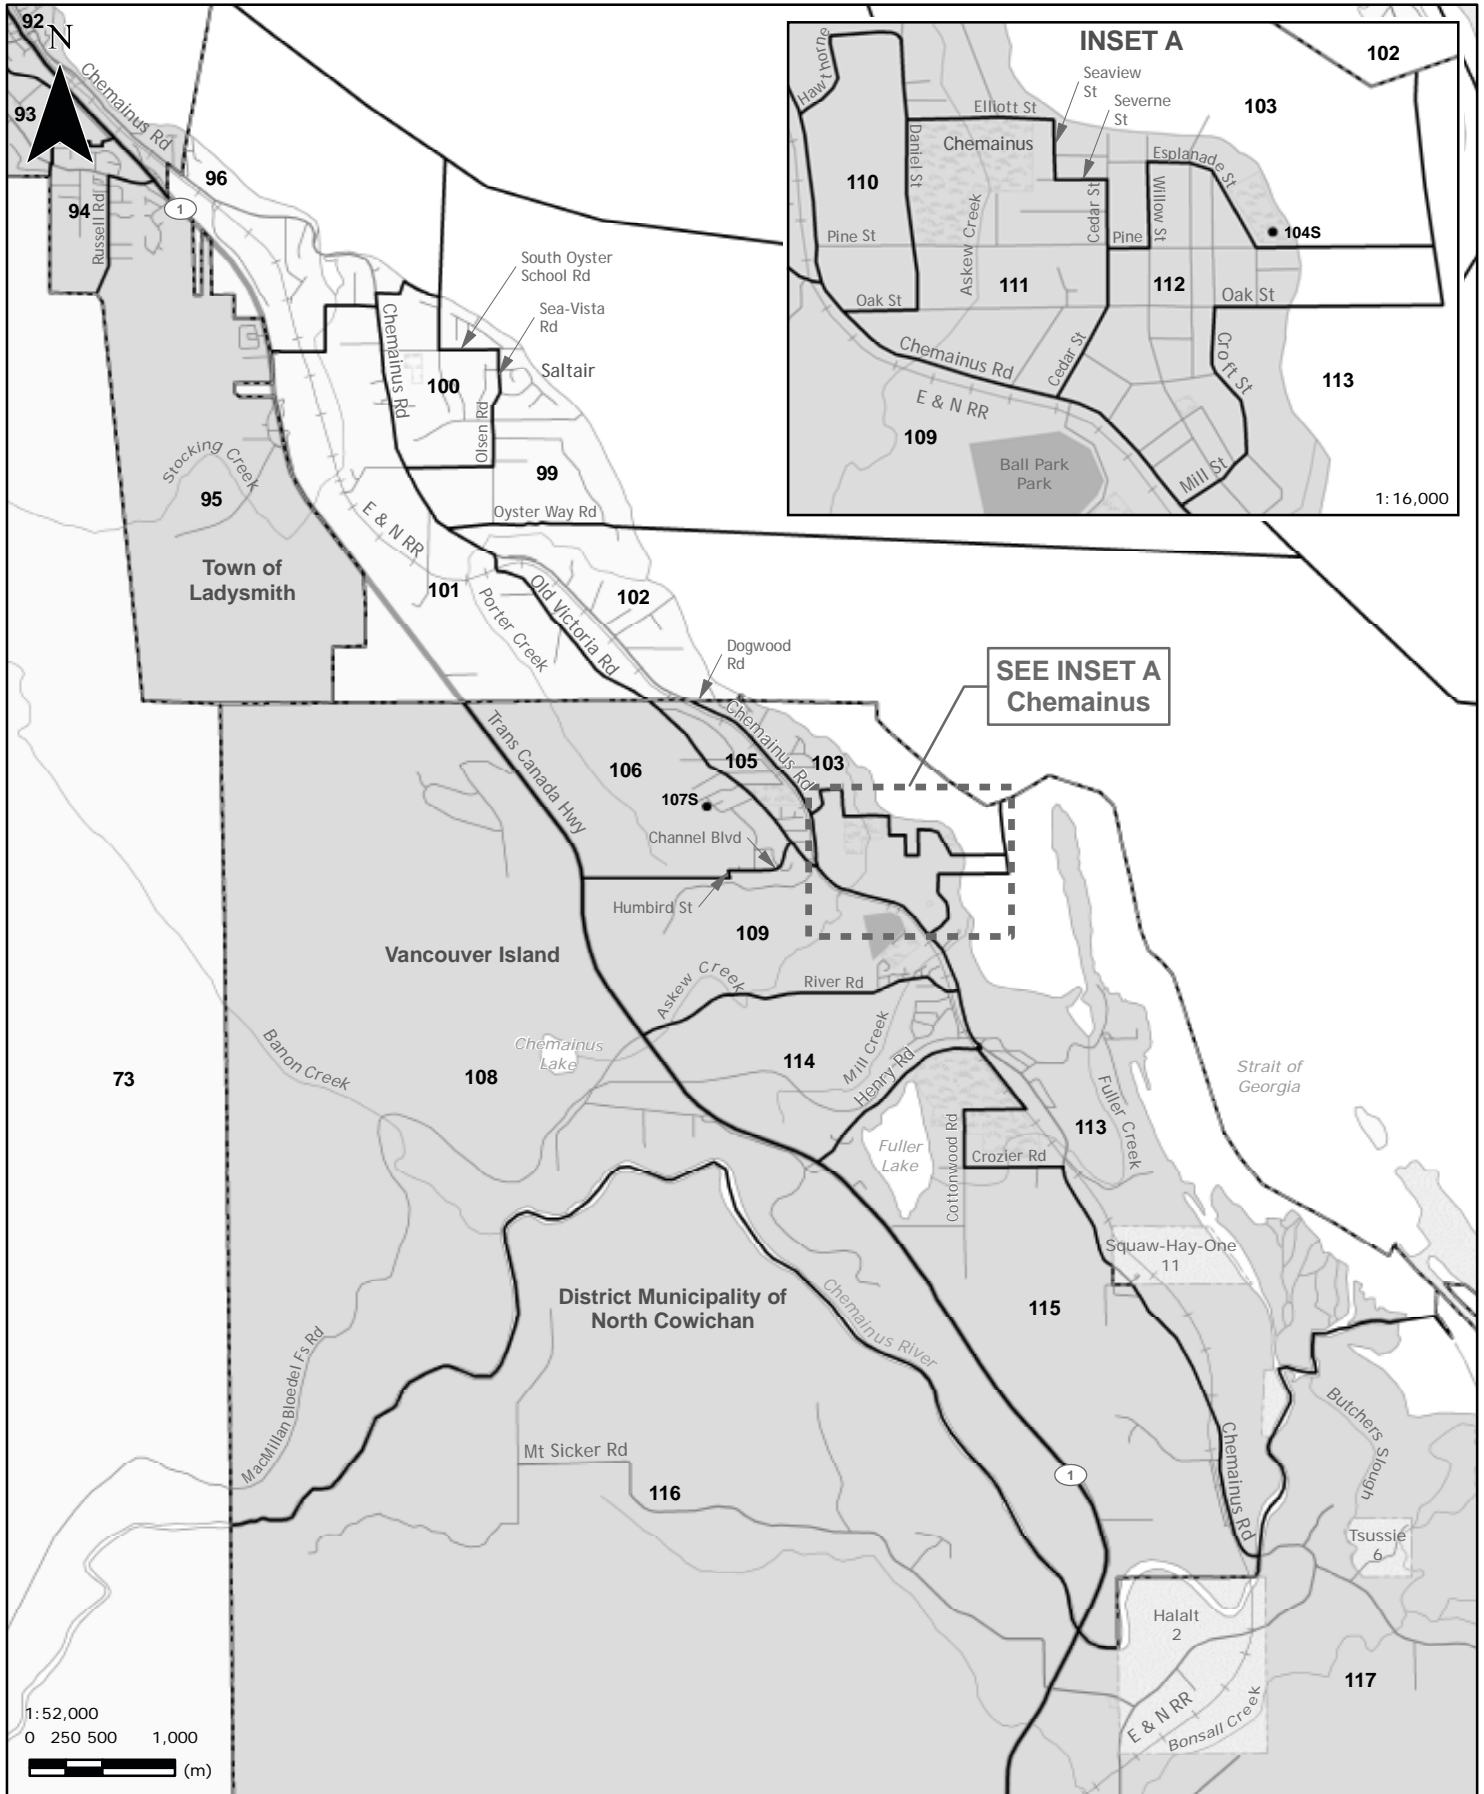 92
N
Chemainus Rd
93
94
Russell Rd
96
1
South Oyster
School Rd
Sea-Vista
Rd
Saltair
Chemainus Rd
100
Olsen Rd
99
Oyster Way Rd
Stocking Creek
95
E & N RR
Town of
Ladysmith
101
Porter Creek
Old Victoria Rd
102
Dogwood
Rd
SEE INSET A
Chemainus
INSET A
102
Hawthorne
Seaview
St
Severne
St
103
Elliott St
Chemainus
Daniel St
110
Esplanade St
Willow St
Cedar St
Askew Creek
104S
Pine St
Pine
111
112
Oak St
Oak St
Chemainus Rd
Cedar St
Croft St
113
E & N RR
109
Ball Park
Park
Mill St
1:16,000
Trans Canada Hwy
106
105
Chemainus Rd
103
107S
Channel Blvd
Humbird St
109
Vancouver Island
Askew Creek
River Rd
Banon Creek
Chemainus
Lake
73
108
114
Mill Creek
Henry Rd
Strait of
Georgia
Fuller Creek
113
Fuller
Lake
Cottonwood Rd
Crozier Rd
Squaw-Hay-One
11
District Municipality of
North Cowichan
Chemainus River
115
MacMillan Bloedel Fs Rd
Butchers Slough
Mt Sicker Rd
116
1
Chemainus Rd
Tsussie
6
Halalt
2
117
E & N RR
Bonsall Creek
1:52,000
0 250 500 1,000
(m)